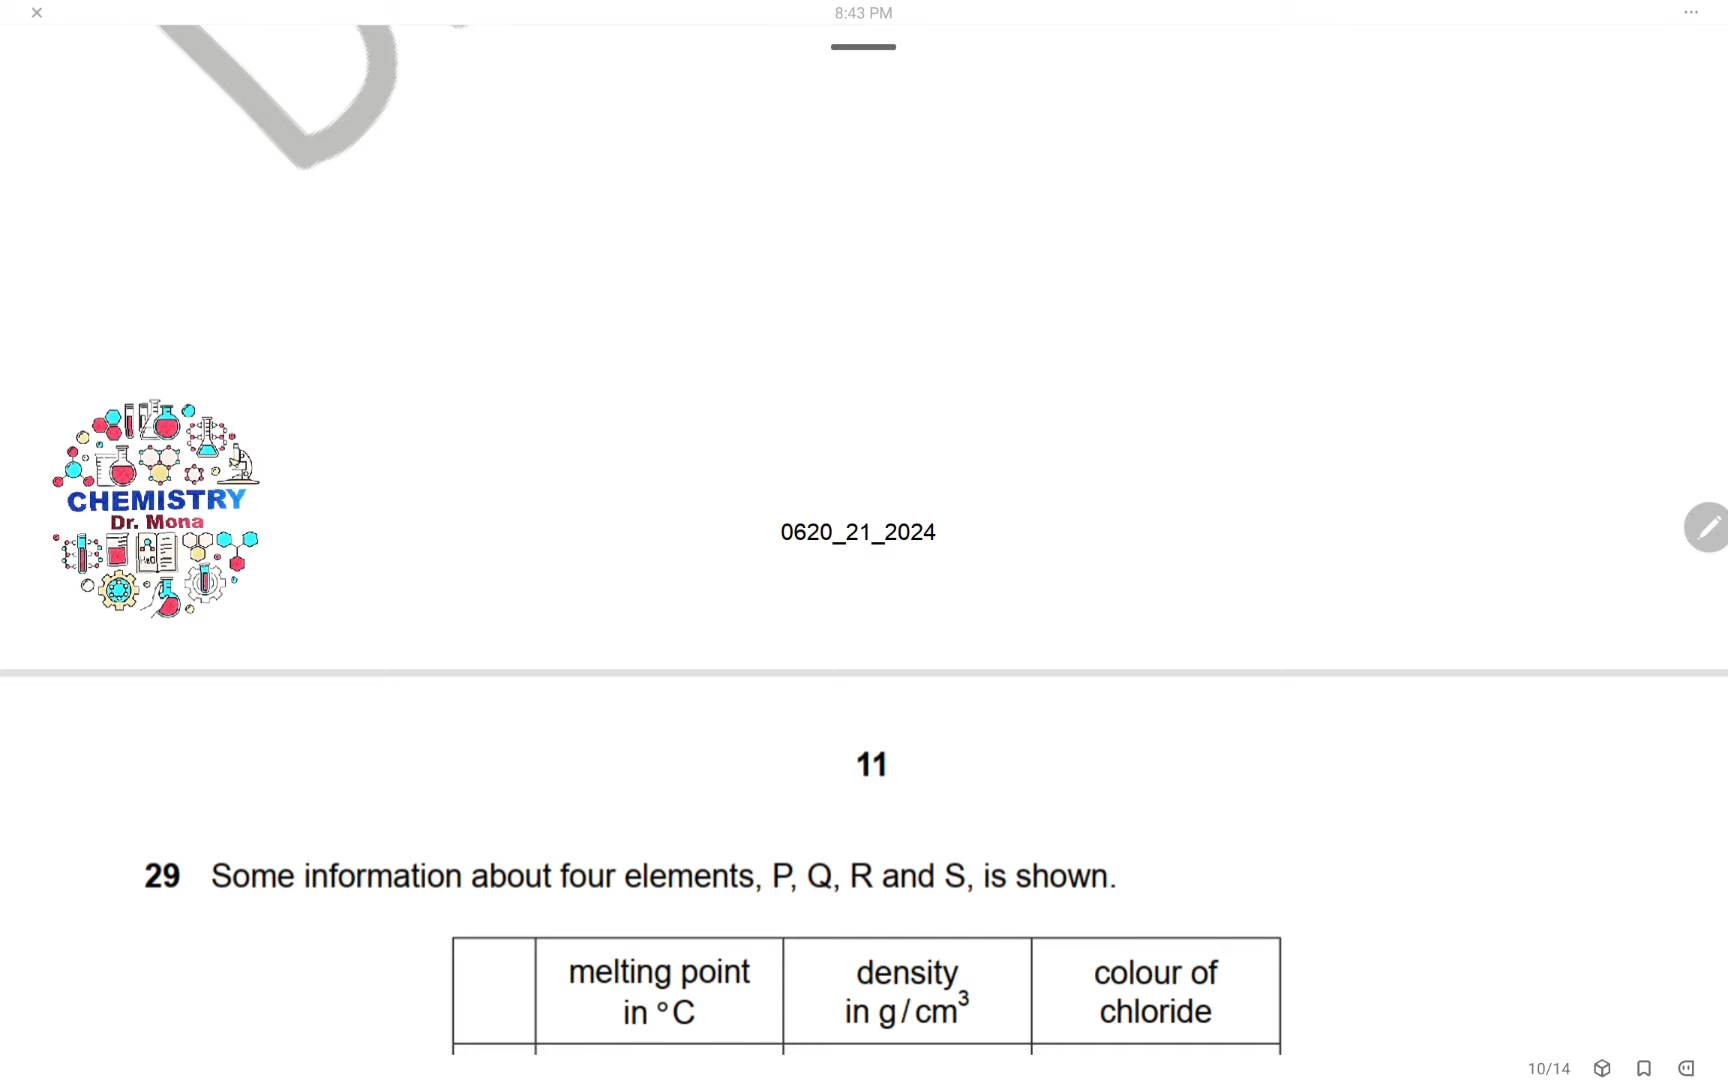 8:43 PM
CHEMISTRY
Dr. Mona
H₂O
0620_21_2024
11
29 Some information about four elements, P, Q, R and S, is shown.
melting point in °C
density in g / cm³
colour of chloride
10/14